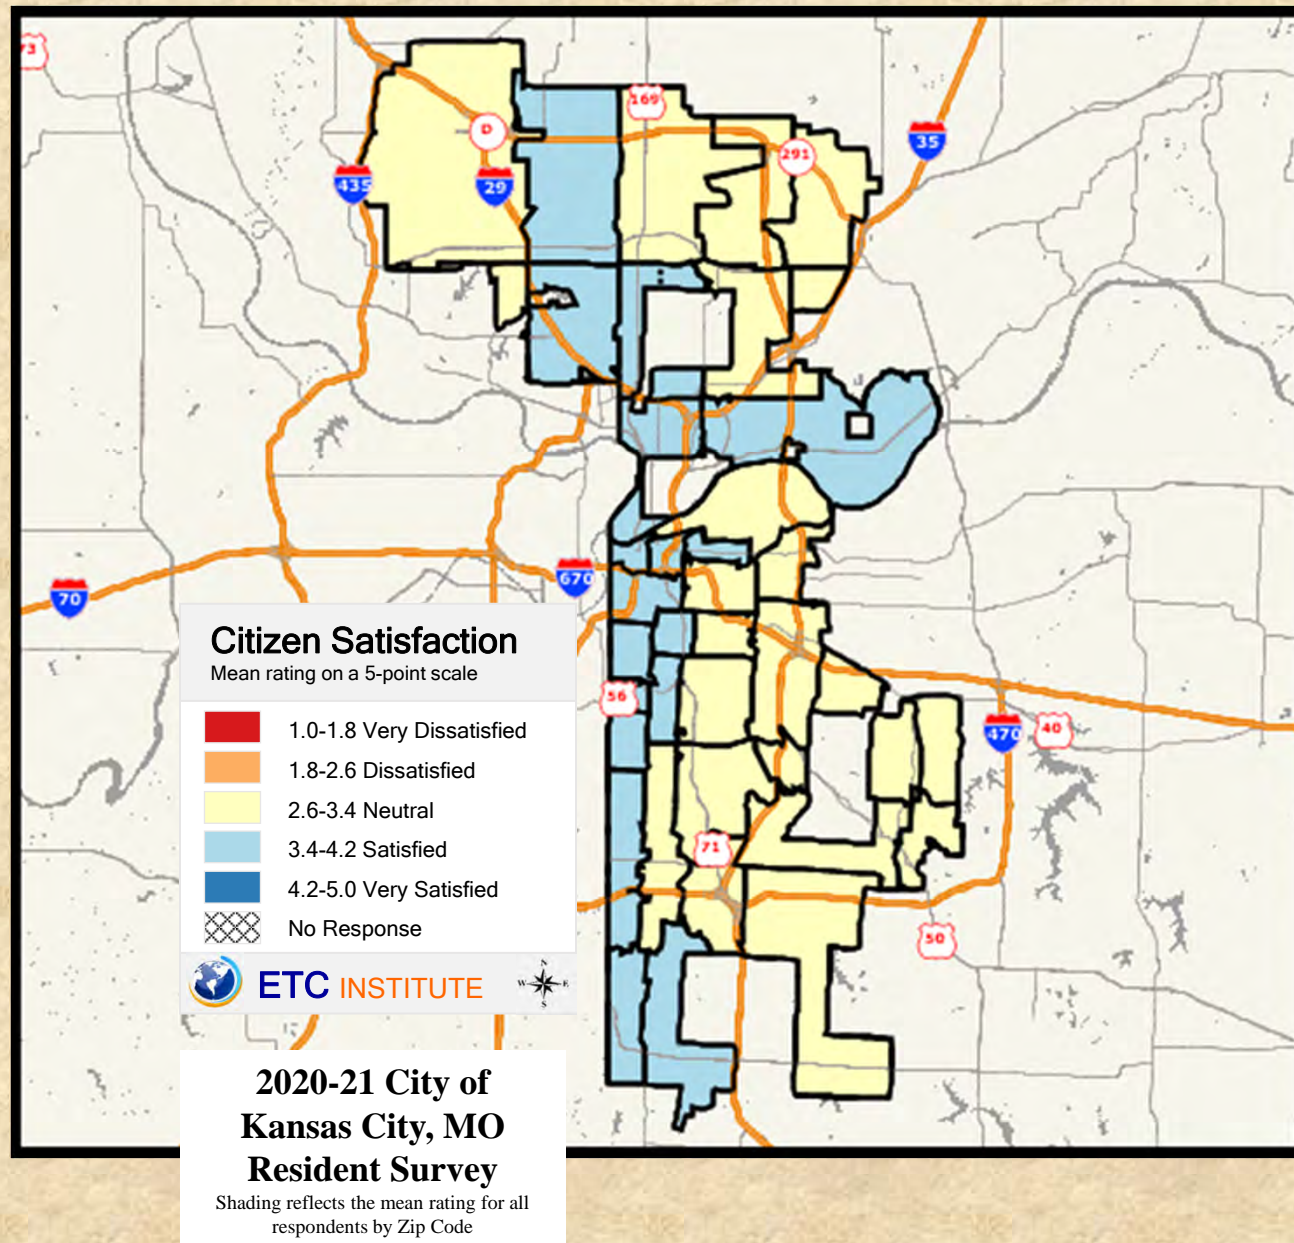 73
169
D
291
35
435
29
70
670
56
40
470
71
50
Citizen Satisfaction
Mean rating on a 5-point scale
1.0-1.8 Very Dissatisfied
1.8-2.6 Dissatisfied
2.6-3.4 Neutral
3.4-4.2 Satisfied
4.2-5.0 Very Satisfied
No Response
ETC INSTITUTE
N
W E
S
2020-21 City of
Kansas City, MO
Resident Survey
Shading reflects the mean rating for all
respondents by Zip Code